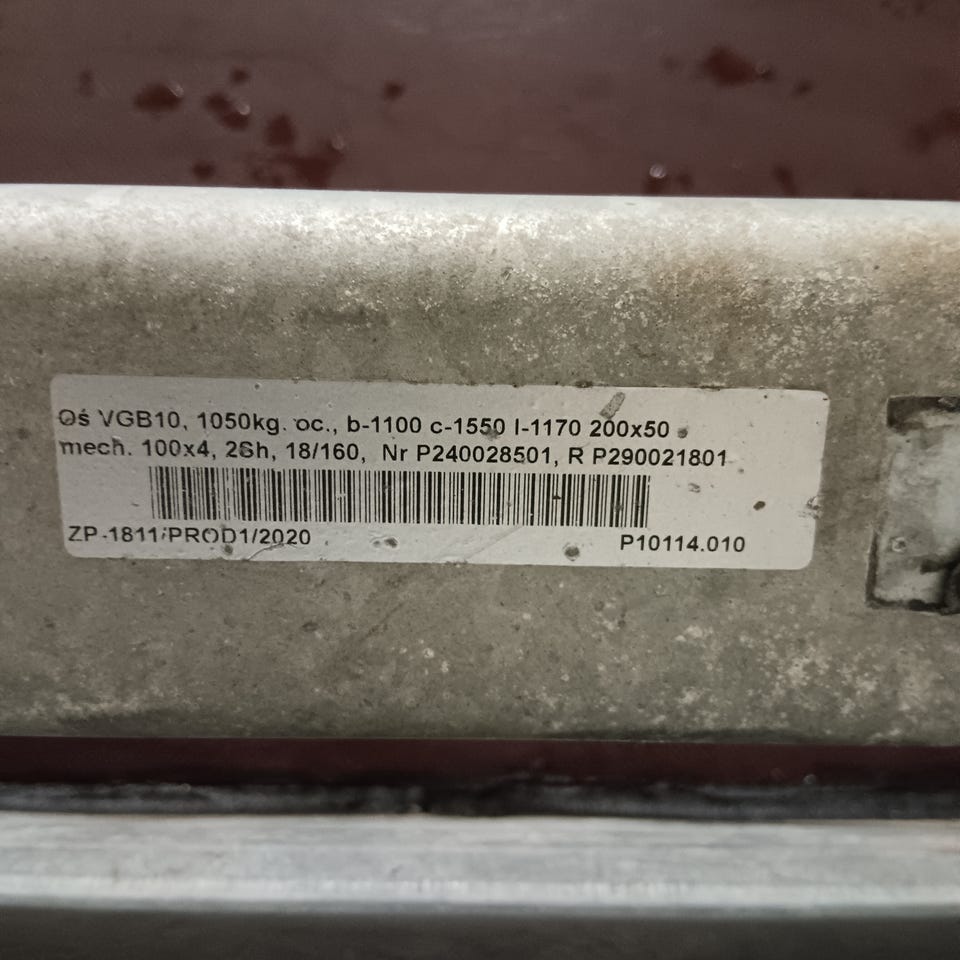 Oś VGB10, 1050kg. oc., b-1100 c-1550 l-1170 200x50
mech. 100x4, 2Sh, 18/160, Nr P240028501, R P290021801
ZP-1811/PROD1/2020
P10114.010